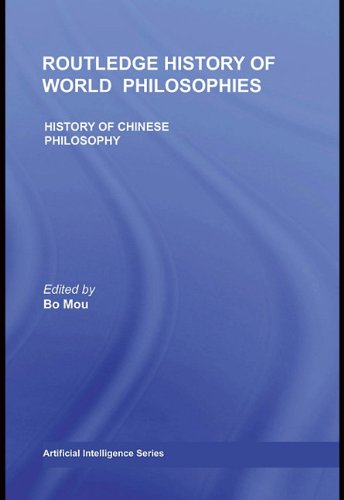 ROUTLEDGE HISTORY OF
WORLD PHILOSOPHIES
HISTORY OF CHINESE
PHILOSOPHY
Edited by
Bo Mou
Artificial Intelligence Series